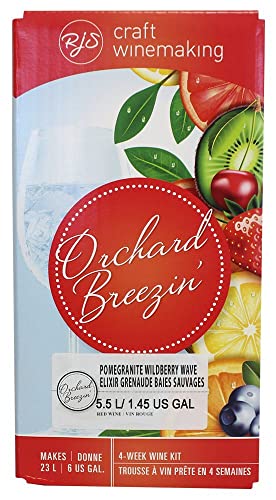 RJS craft
winemaking
Orchard
Breezin'
POMEGRANITE WILDBERRY WAVE
ELIXIR GRENAUDE BAIES SAUVAGES
Orchard
Breezin'
5.5 L/ 1.45 US GAL
RED WINE / VIN ROUGE
MAKES | DONNE
23 L | 6 US GAL.
4-WEEK WINE KIT
TROUSSE À VIN PRÊTE EN 4 SEMAINES